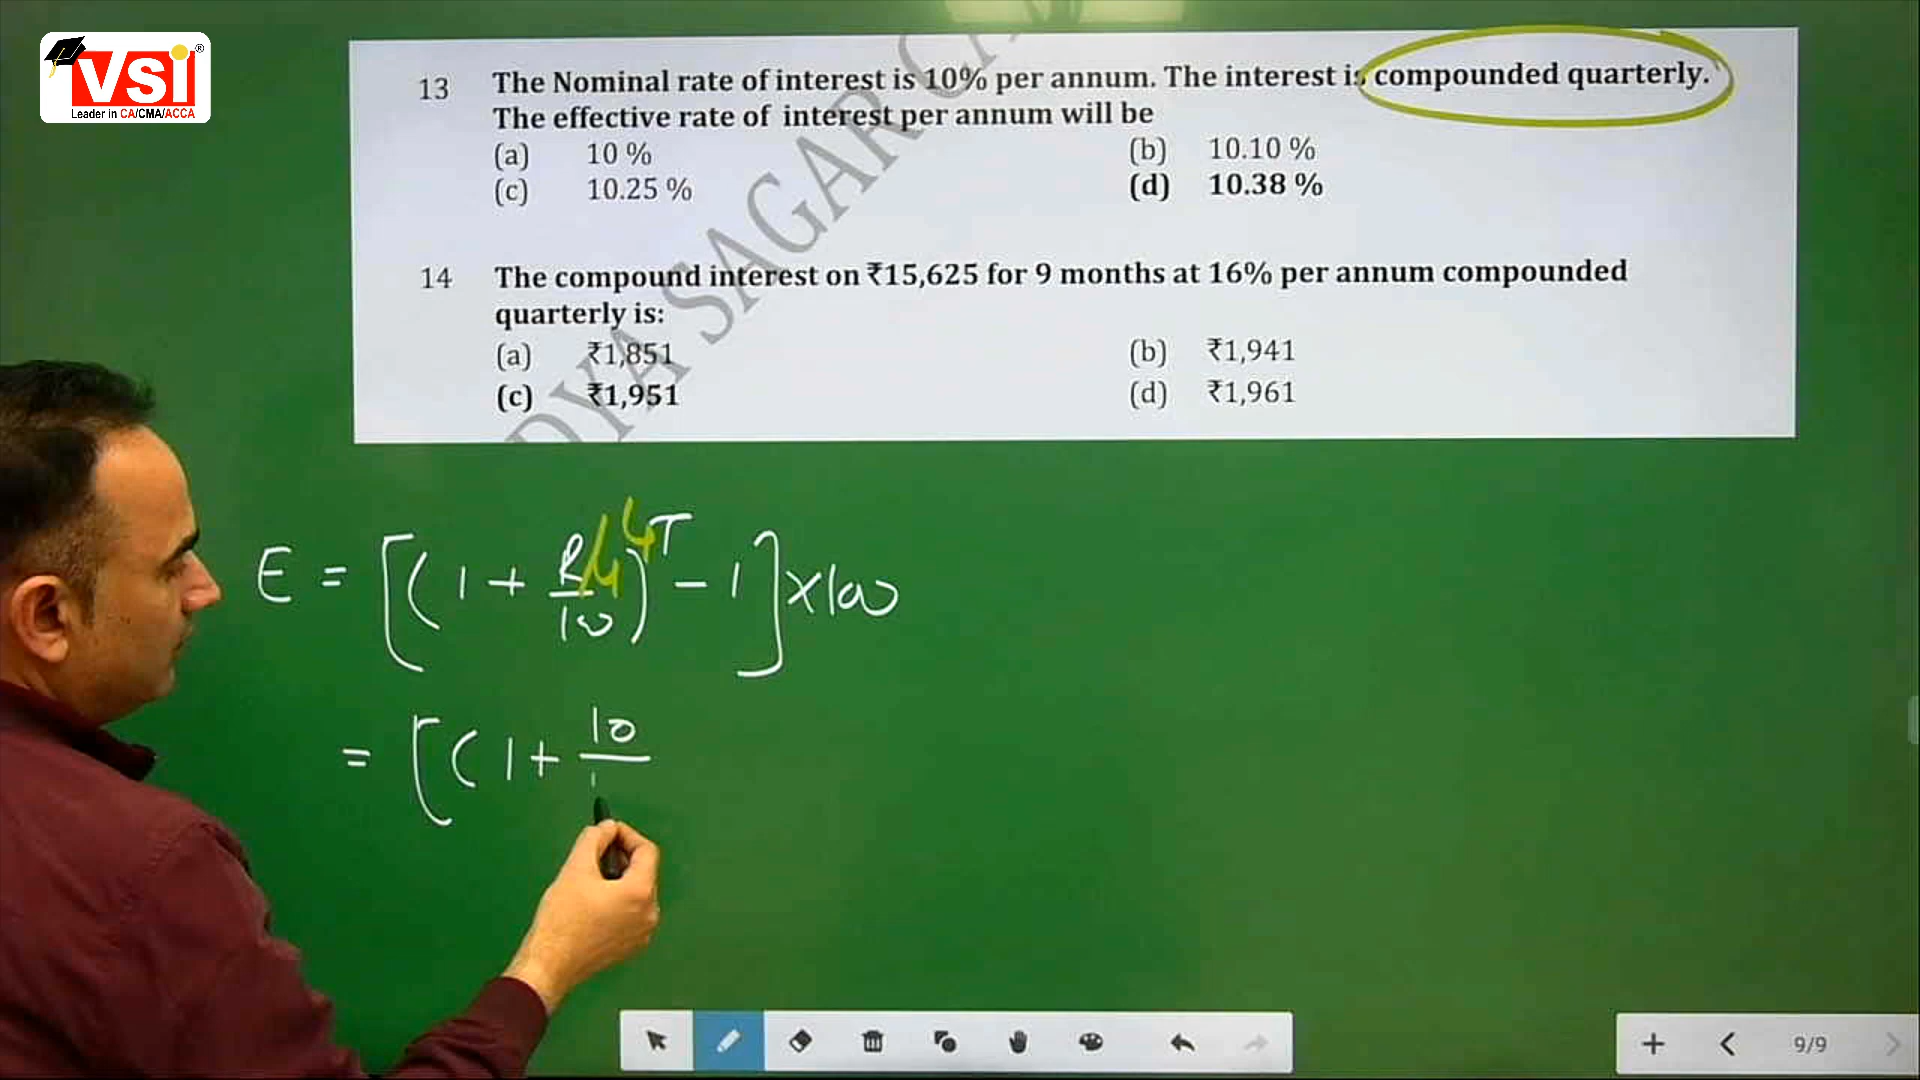 VSI ®
Leader in CA/CMA/ACCA
13 The Nominal rate of interest is 10% per annum. The interest is compounded quarterly.
The effective rate of interest per annum will be
(a) 10 % (b) 10.10 %
(c) 10.25 % (d) 10.38 %
14 The compound interest on ₹15,625 for 9 months at 16% per annum compounded
quarterly is:
(a) ₹1,851 (b) ₹1,941
(c) ₹1,951 (d) ₹1,961
E = [(1 + R/4 / 100)^4T - 1] × 100
= [(1 + 10 / 1
9/9